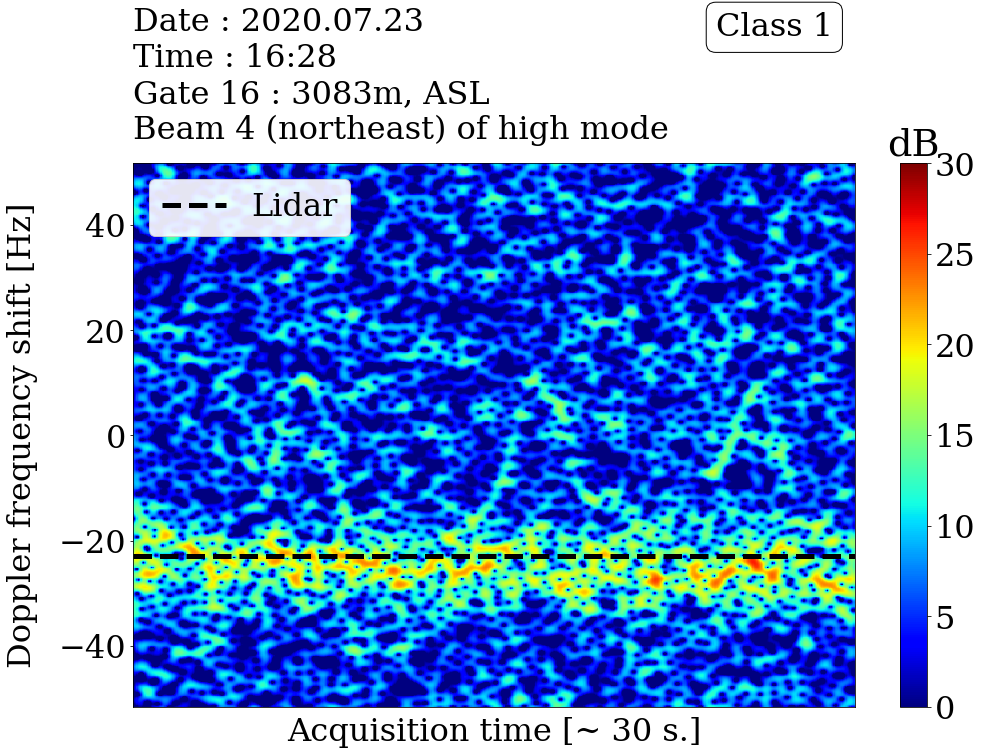 Date : 2020.07.23
Time : 16:28
Gate 16 : 3083m, ASL
Beam 4 (northeast) of high mode
Class 1
dB
Lidar
Doppler frequency shift [Hz]
40
20
0
−20
−40
30
25
20
15
10
5
0
Acquisition time [~ 30 s.]